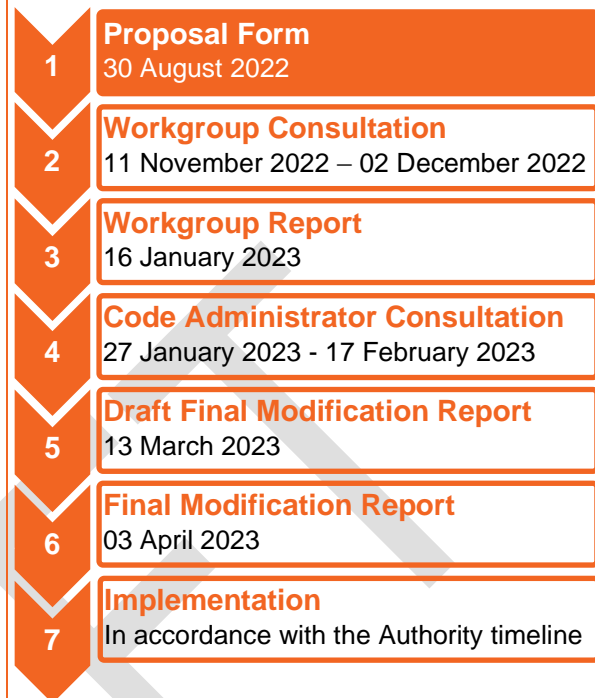 1
Proposal Form
30 August 2022
2
Workgroup Consultation
11 November 2022 – 02 December 2022
3
Workgroup Report
16 January 2023
4
Code Administrator Consultation
27 January 2023 - 17 February 2023
5
Draft Final Modification Report
13 March 2023
6
Final Modification Report
03 April 2023
7
Implementation
In accordance with the Authority timeline